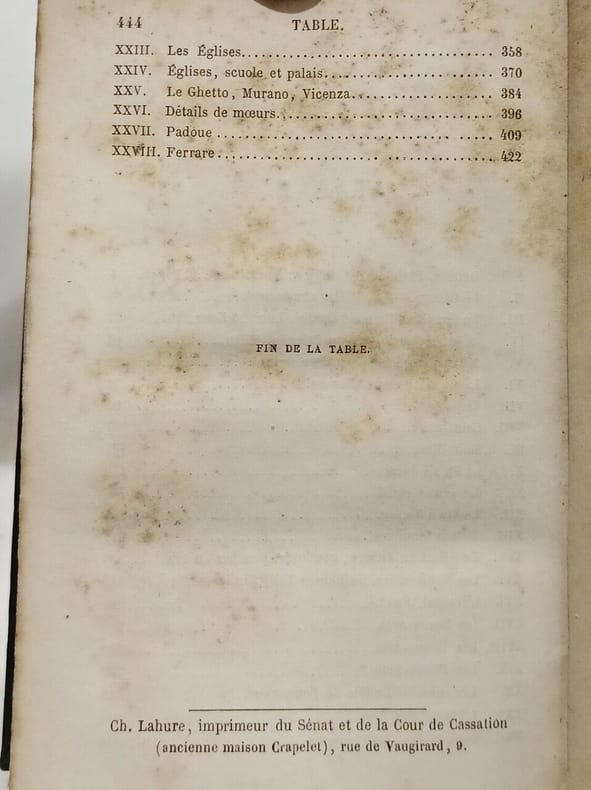 444 TABLE.
XXIII. Les Églises.............................. 358
XXIV. Églises, scuole et palais..................... 370
XXV. Le Ghetto, Murano, Vicenza.................. 384
XXVI. Détails de mœurs........................... 396
XXVII. Padoue .................................. 409
XXVIII. Ferrare.................................. 422
FIN DE LA TABLE.
Ch. Lahure, imprimeur du Sénat et de la Cour de Cassation
(ancienne maison Crapelet), rue de Vaugirard, 9.